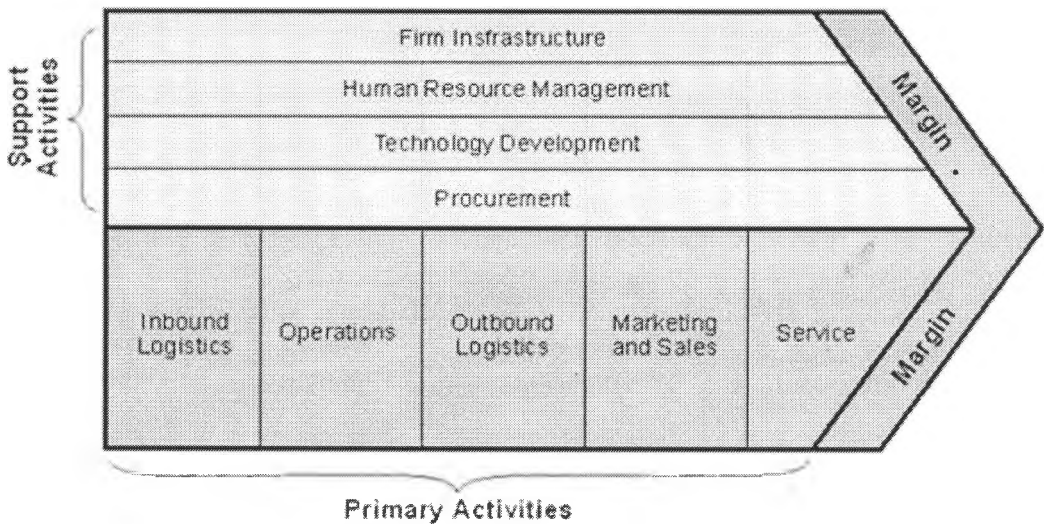 Support
Activities
Firm Insfrastructure
Human Resource Management
Technology Development
Procurement
Margin
Inbound
Logistics
Operations
Outbound
Logistics
Marketing
and Sales
Service
Margin
Primary Activities